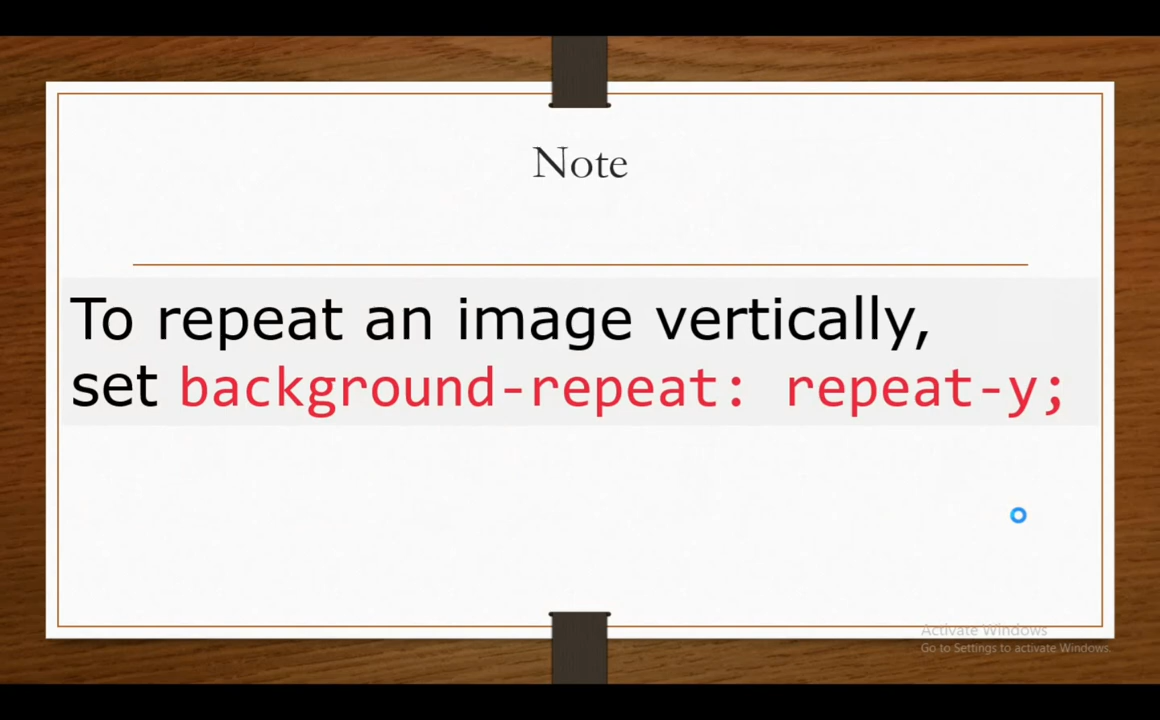 Note
To repeat an image vertically,
set background-repeat: repeat-y;
Activate Windows
Go to Settings to activate Windows.